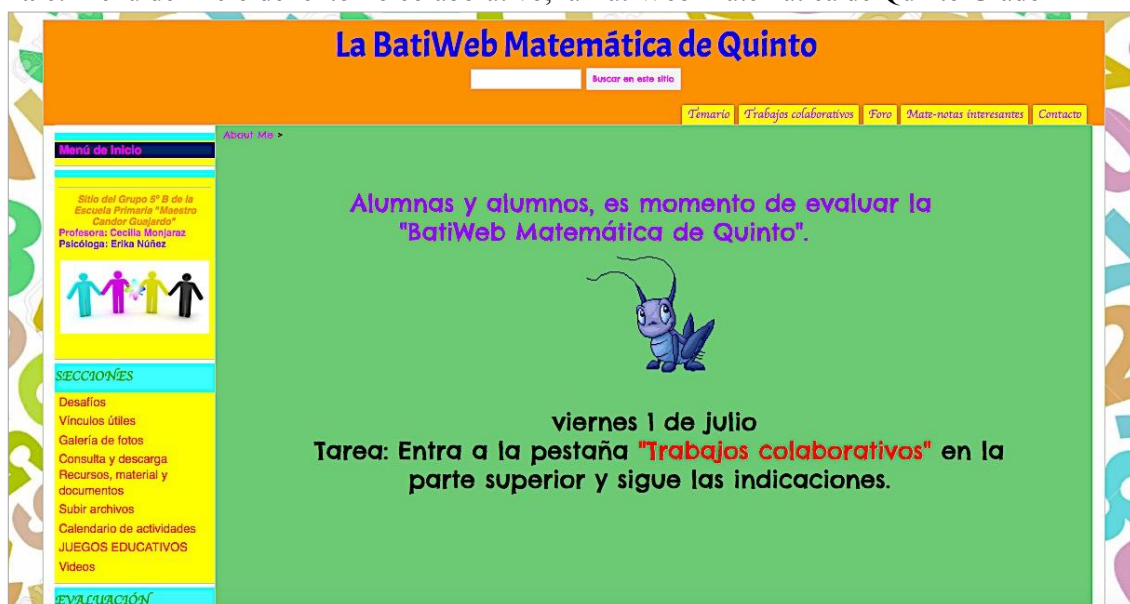 La BatiWeb Matemática de Quinto
Buscar en este sitio
Temario Trabajos colaborativos Foro Mate-notas interesantes Contacto
About Me >
Menú de Inicio
Sitio del Grupo 5º B de la
Escuela Primaria "Maestro
Candor Guajardo"
Profesora: Cecilia Monjaraz
Psicóloga: Erika Núñez
SECCIONES
Desafíos
Vínculos útiles
Galería de fotos
Consulta y descarga
Recursos, material y
documentos
Subir archivos
Calendario de actividades
JUEGOS EDUCATIVOS
Videos
EVALUACIÓN
Alumnas y alumnos, es momento de evaluar la
"BatiWeb Matemática de Quinto".
viernes 1 de julio
Tarea: Entra a la pestaña "Trabajos colaborativos" en la
parte superior y sigue las indicaciones.